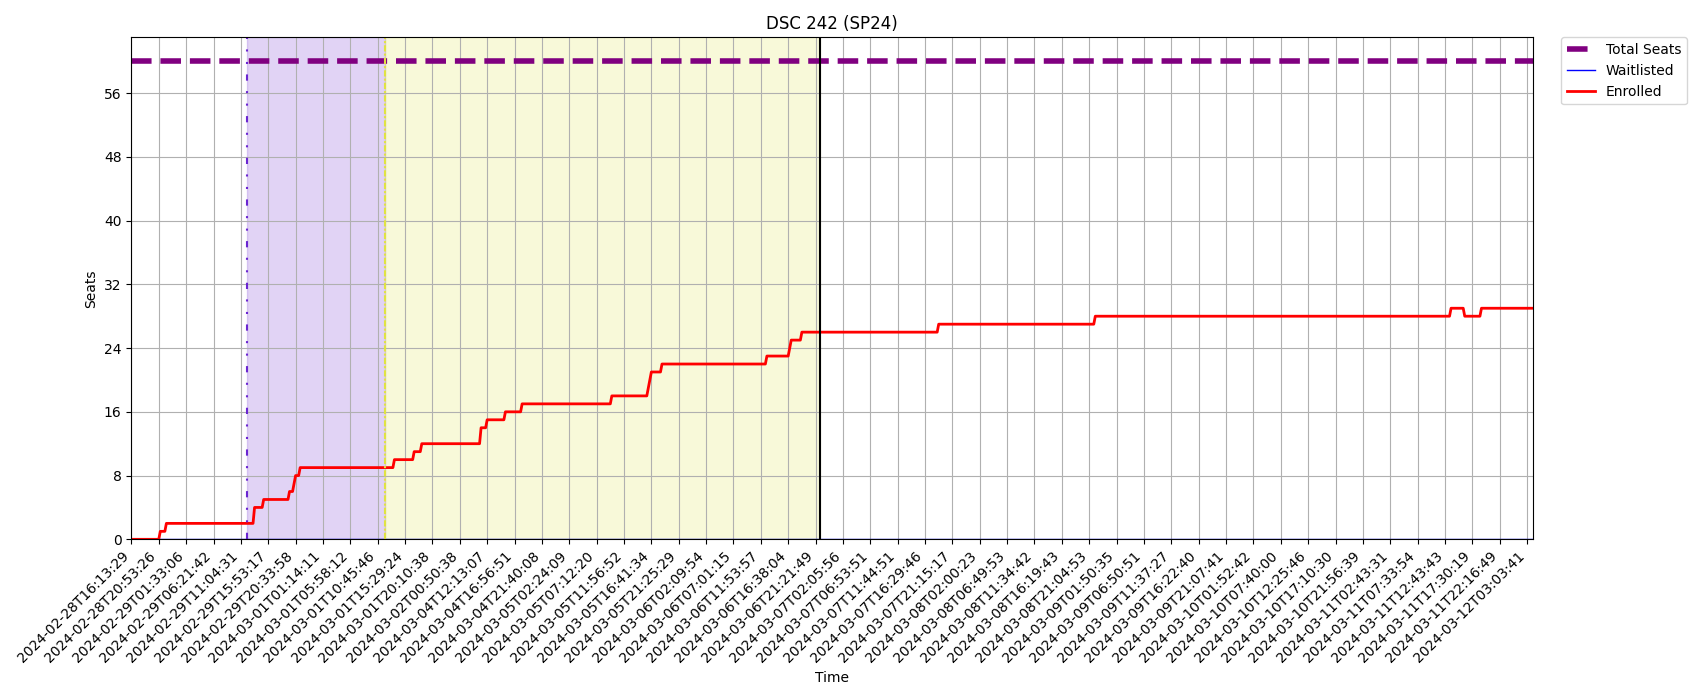 DSC 242 (SP24)
Total Seats
Waitlisted
Enrolled
Seats
56
48
40
32
24
16
8
0
2024-02-28T16:13:29
2024-02-28T20:53:26
2024-02-29T01:33:06
2024-02-29T06:21:42
2024-02-29T11:04:31
2024-02-29T15:53:17
2024-02-29T20:33:58
2024-03-01T01:14:11
2024-03-01T05:58:12
2024-03-01T10:45:46
2024-03-01T15:29:24
2024-03-01T20:10:38
2024-03-02T00:50:38
2024-03-04T12:13:07
2024-03-04T16:56:51
2024-03-04T21:40:08
2024-03-05T02:24:09
2024-03-05T07:12:20
2024-03-05T11:56:52
2024-03-05T16:41:34
2024-03-05T21:25:29
2024-03-06T02:09:54
2024-03-06T07:01:15
2024-03-06T11:53:57
2024-03-06T16:38:04
2024-03-06T21:21:49
2024-03-07T02:05:56
2024-03-07T06:53:51
2024-03-07T11:44:51
2024-03-07T16:29:46
2024-03-07T21:15:17
2024-03-08T02:00:23
2024-03-08T06:49:53
2024-03-08T11:34:42
2024-03-08T16:19:43
2024-03-08T21:04:53
2024-03-09T01:50:35
2024-03-09T06:50:51
2024-03-09T11:37:27
2024-03-09T16:22:40
2024-03-09T21:07:41
2024-03-10T01:52:42
2024-03-10T07:40:00
2024-03-10T12:25:46
2024-03-10T17:10:30
2024-03-10T21:56:39
2024-03-11T02:43:31
2024-03-11T07:33:54
2024-03-11T12:43:43
2024-03-11T17:30:19
2024-03-11T22:16:49
2024-03-12T03:03:41
Time